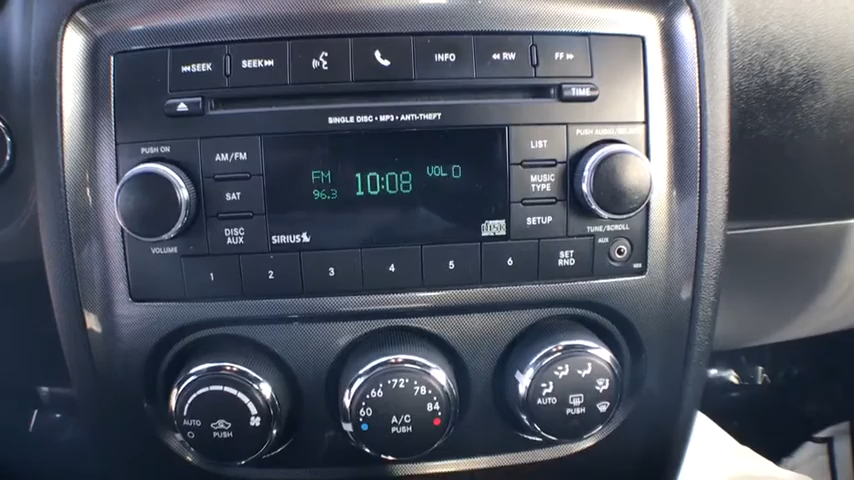 SEEK
SEEK
INFO
RW
FF
TIME
SINGLE DISC • MP3 • ANTI-THEFT
PUSH ON
VOLUME
AM/FM
SAT
DISC
AUX
FM
96.3
10:08
VOL 0
SIRIUS
LIST
MUSIC
TYPE
SETUP
PUSH AUDIO/SELECT
TUNE/SCROLL
AUX
1
2
3
4
5
6
SET
RND
AUTO
PUSH
60
66
72
78
84
A/C
PUSH
AUTO
PUSH